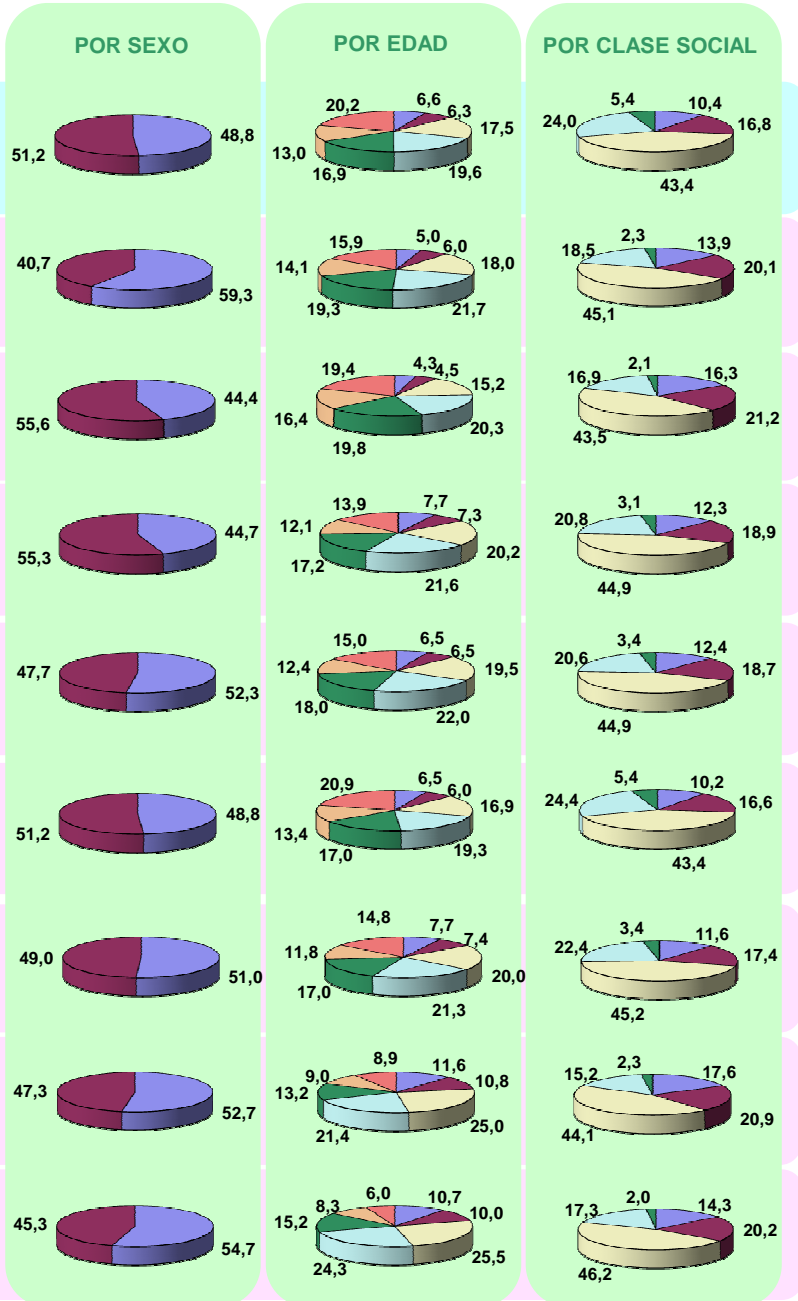 POR SEXO POR EDAD POR CLASE SOCIAL
51,2 48,8 20,2 6,6 6,3 17,5 19,6 16,9 13,0 24,0 5,4 10,4 16,8 43,4
40,7 59,3 15,9 5,0 6,0 18,0 21,7 19,3 14,1 18,5 2,3 13,9 20,1 45,1
55,6 44,4 19,4 4,3 4,5 15,2 20,3 19,8 16,4 16,9 2,1 16,3 21,2 43,5
55,3 44,7 13,9 7,7 7,3 20,2 21,6 17,2 12,1 20,8 3,1 12,3 18,9 44,9
47,7 52,3 15,0 6,5 6,5 19,5 22,0 18,0 12,4 20,6 3,4 12,4 18,7 44,9
51,2 48,8 20,9 6,5 6,0 16,9 19,3 17,0 13,4 24,4 5,4 10,2 16,6 43,4
49,0 51,0 14,8 7,7 7,4 20,0 21,3 17,0 11,8 22,4 3,4 11,6 17,4 45,2
47,3 52,7 8,9 11,6 10,8 25,0 21,4 13,2 9,0 15,2 2,3 17,6 20,9 44,1
45,3 54,7 6,0 10,7 10,0 25,5 24,3 15,2 8,3 17,3 2,0 14,3 20,2 46,2